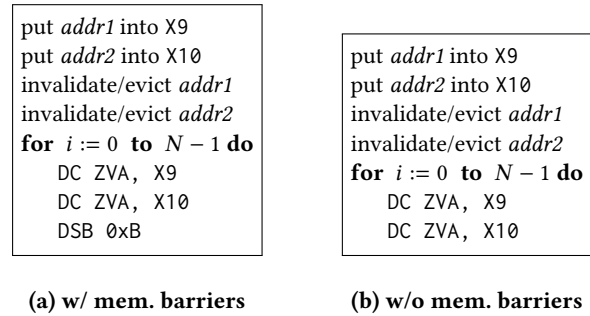 put addr1 into X9
put addr2 into X10
invalidate/evict addr1
invalidate/evict addr2
for i := 0 to N − 1 do
DC ZVA, X9
DC ZVA, X10
DSB 0xB
(a) w/ mem. barriers
put addr1 into X9
put addr2 into X10
invalidate/evict addr1
invalidate/evict addr2
for i := 0 to N − 1 do
DC ZVA, X9
DC ZVA, X10
(b) w/o mem. barriers